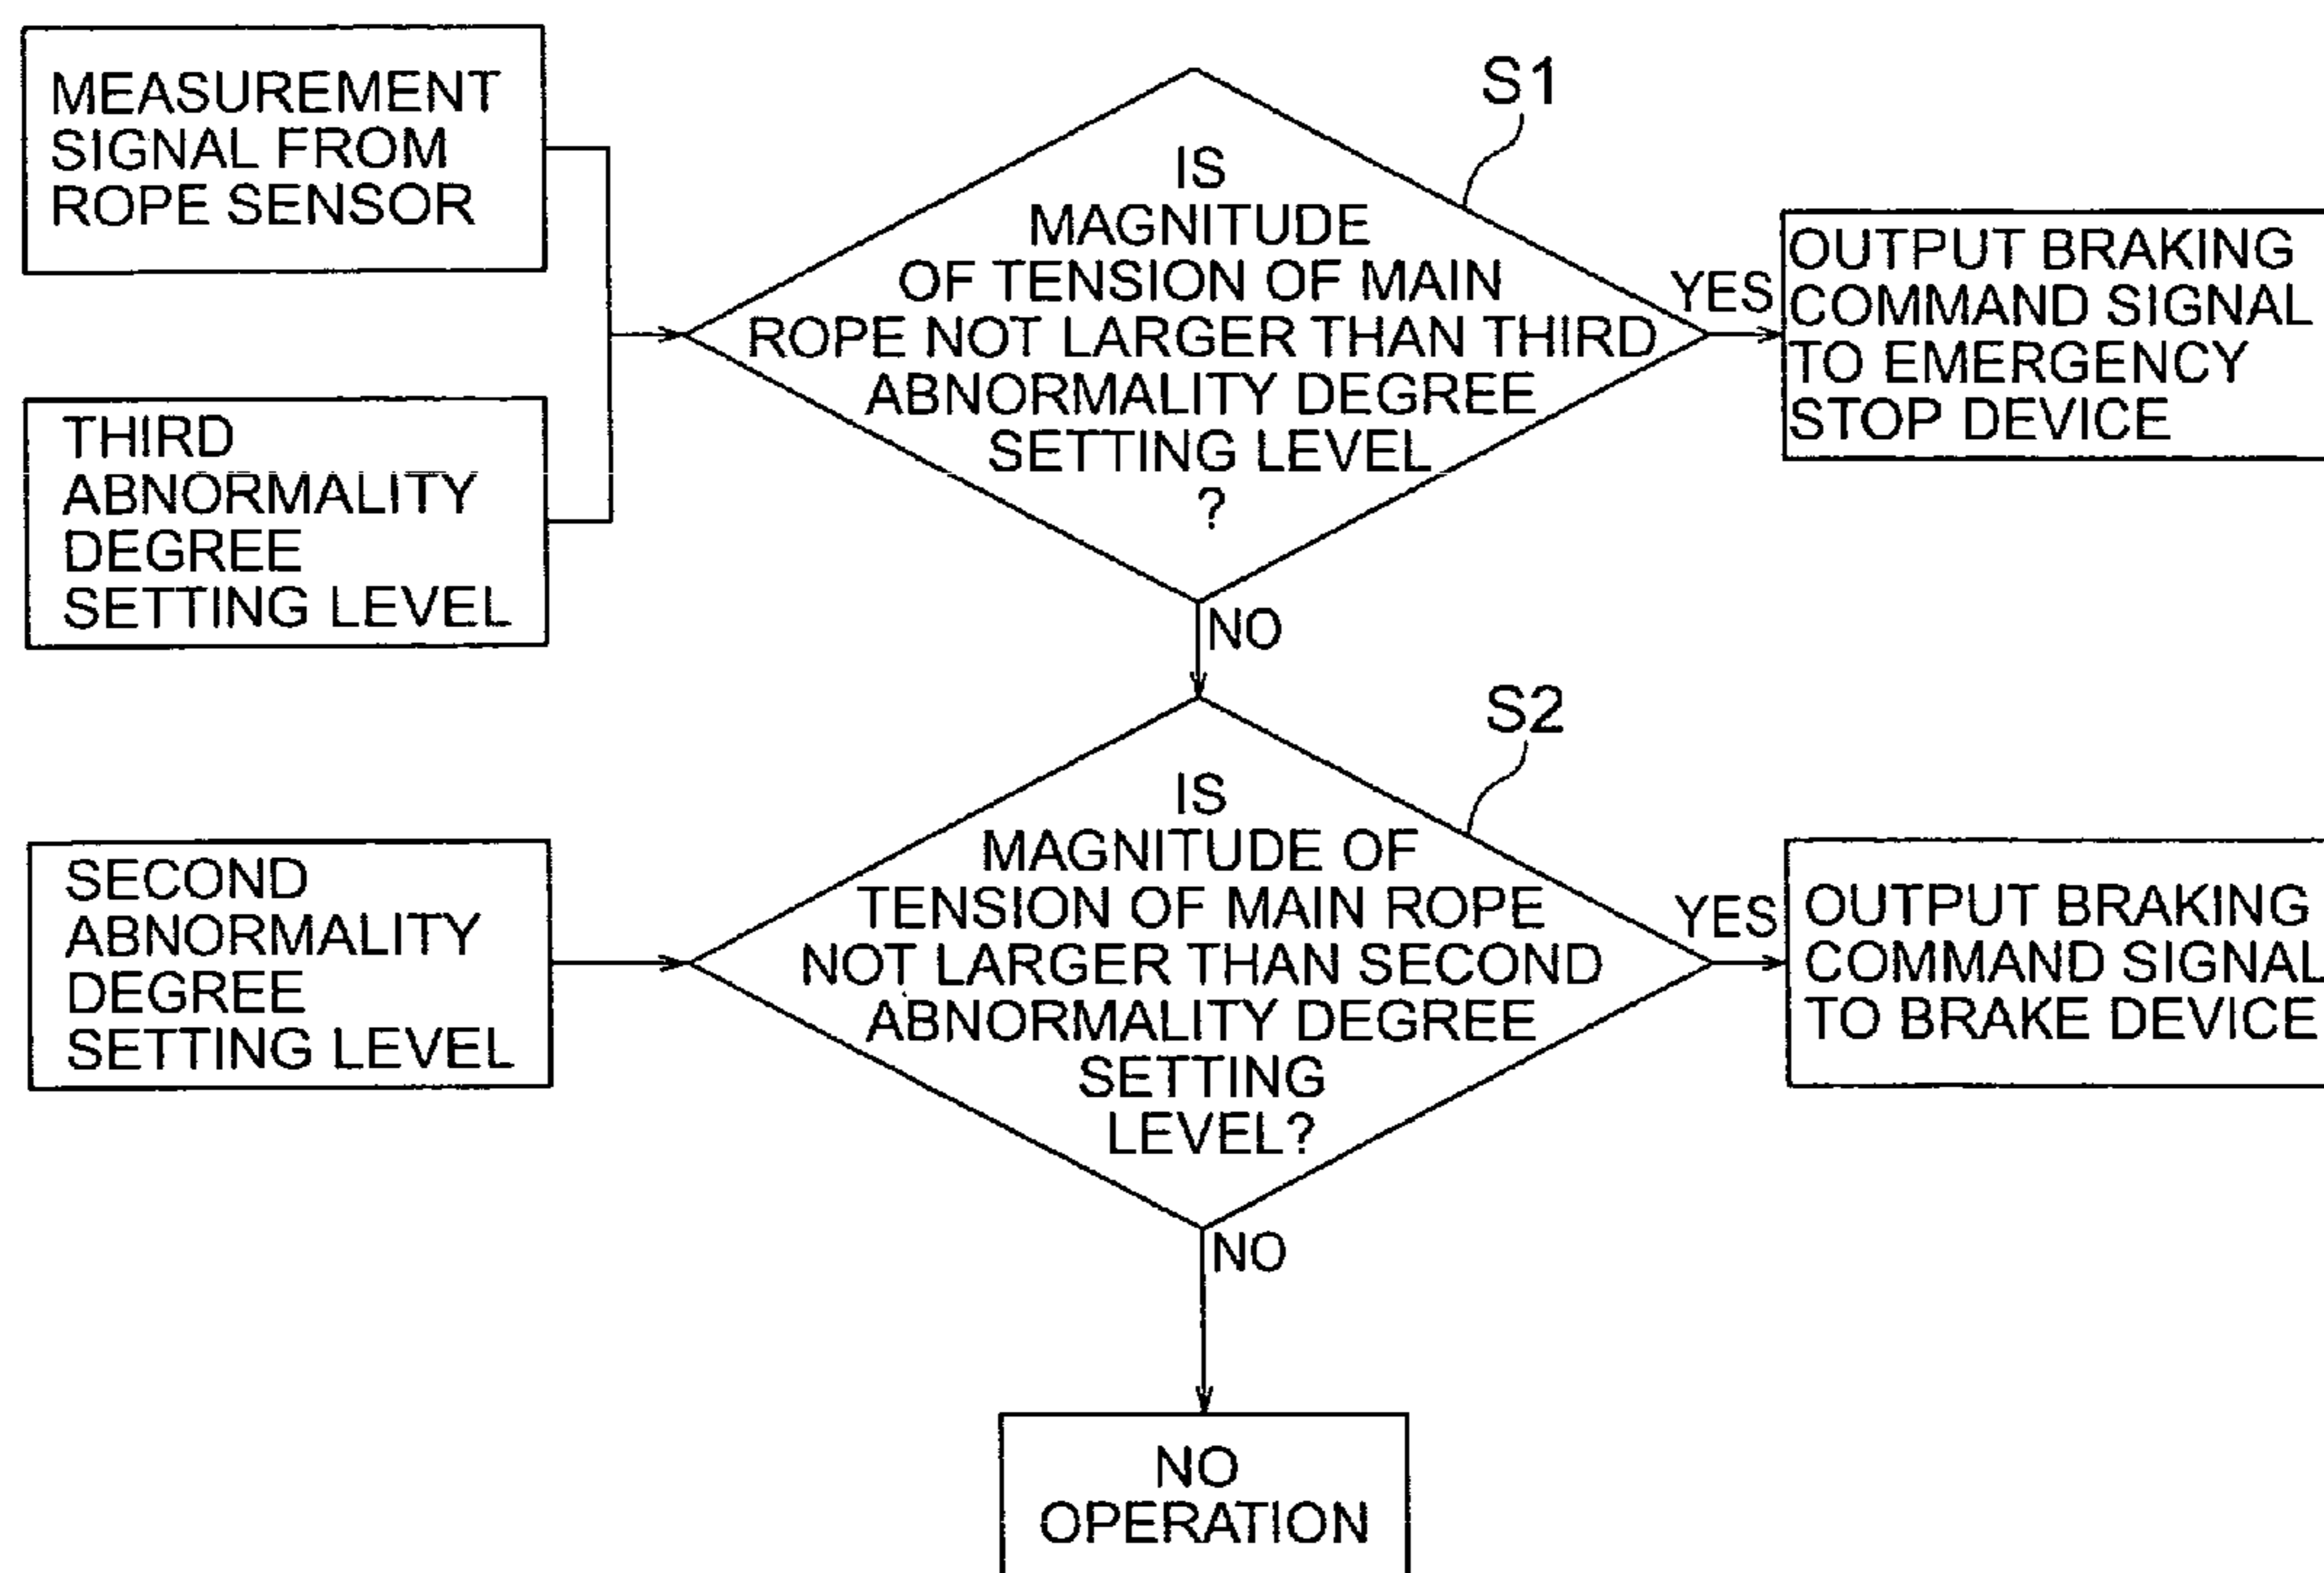 MEASUREMENT
SIGNAL FROM
ROPE SENSOR
THIRD
ABNORMALITY
DEGREE
SETTING LEVEL
S1
IS
MAGNITUDE
OF TENSION OF MAIN
ROPE NOT LARGER THAN THIRD
ABNORMALITY DEGREE
SETTING LEVEL
?
YES
OUTPUT BRAKING
COMMAND SIGNAL
TO EMERGENCY
STOP DEVICE
NO
SECOND
ABNORMALITY
DEGREE
SETTING LEVEL
S2
IS
MAGNITUDE OF
TENSION OF MAIN ROPE
NOT LARGER THAN SECOND
ABNORMALITY DEGREE
SETTING
LEVEL?
YES
OUTPUT BRAKING
COMMAND SIGNAL
TO BRAKE DEVICE
NO
NO
OPERATION